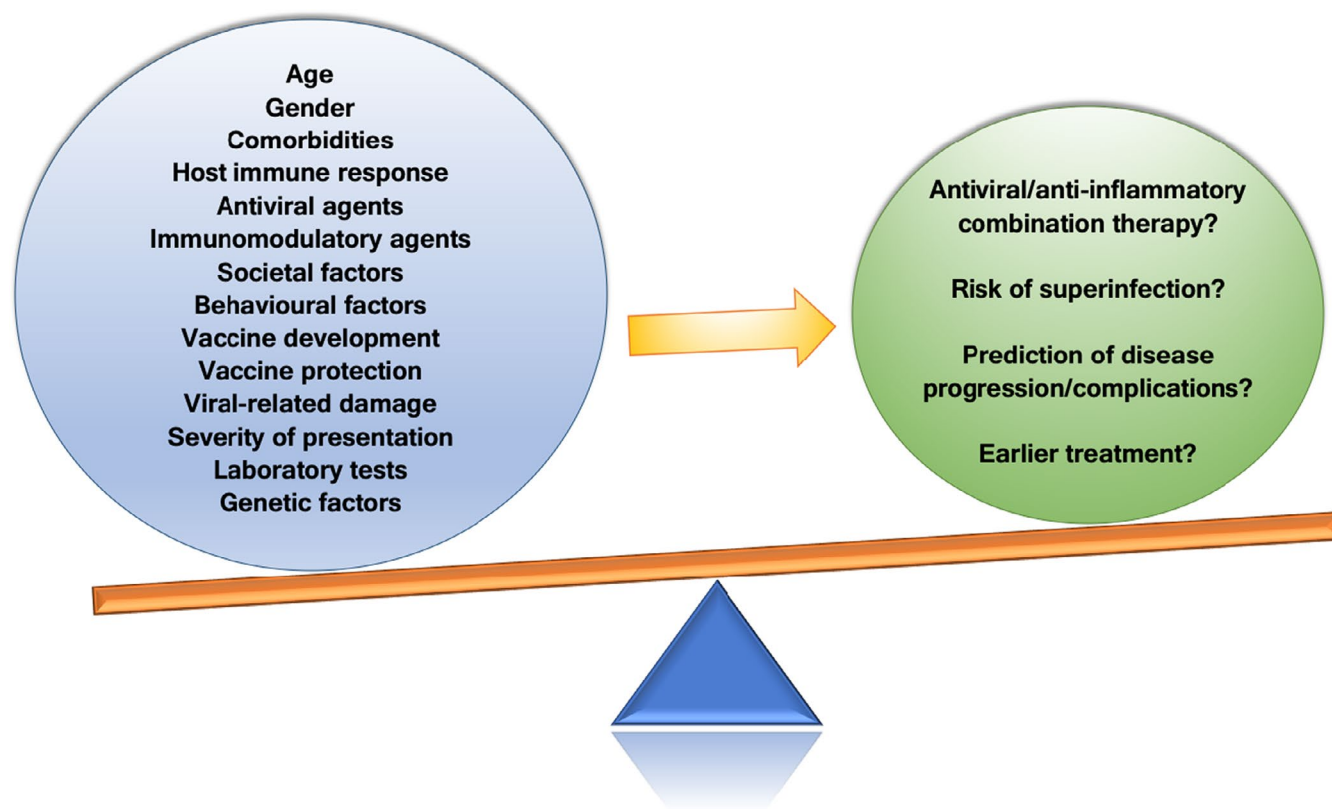 Age
Gender
Comorbidities
Host immune response
Antiviral agents
Immunomodulatory agents
Societal factors
Behavioural factors
Vaccine development
Vaccine protection
Viral-related damage
Severity of presentation
Laboratory tests
Genetic factors
Antiviral/anti-inflammatory
combination therapy?
Risk of superinfection?
Prediction of disease
progression/complications?
Earlier treatment?